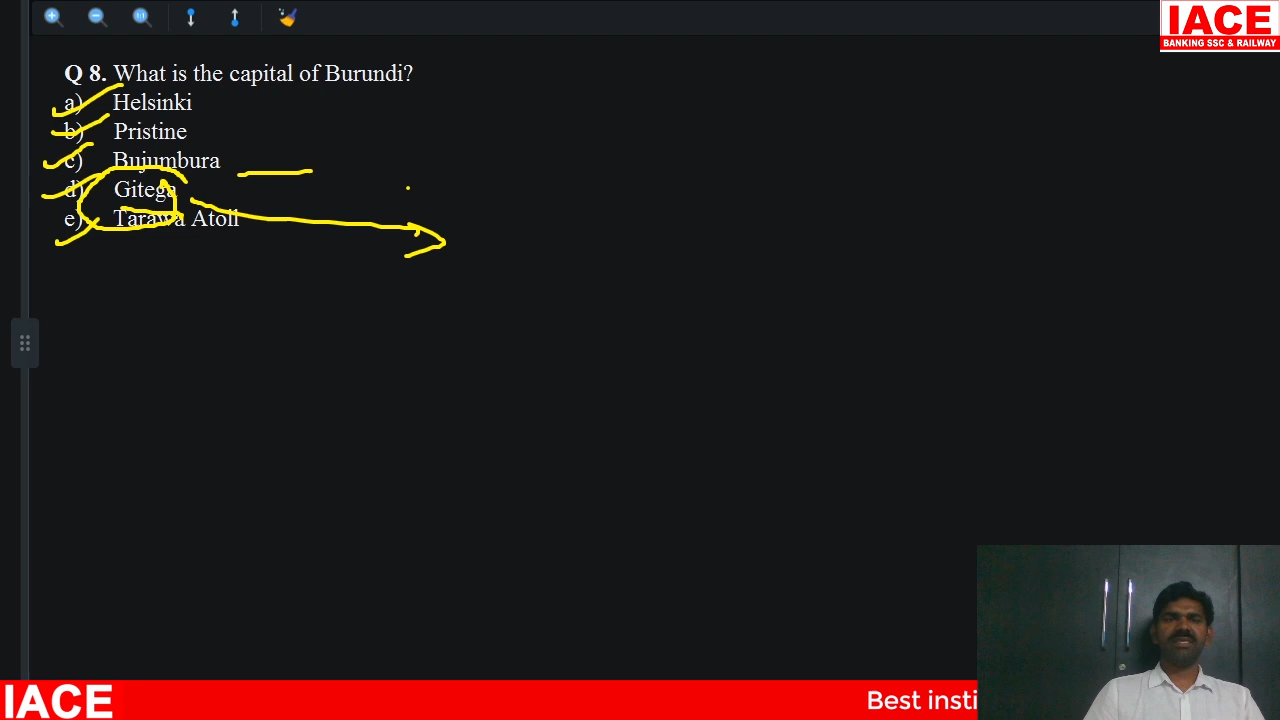 IACE
BANKING SSC & RAILWAY
Q 8. What is the capital of Burundi?
a) Helsinki
b) Pristine
c) Bujumbura
d) Gitega
e) Tarawa Atoll
IACE
Best insti